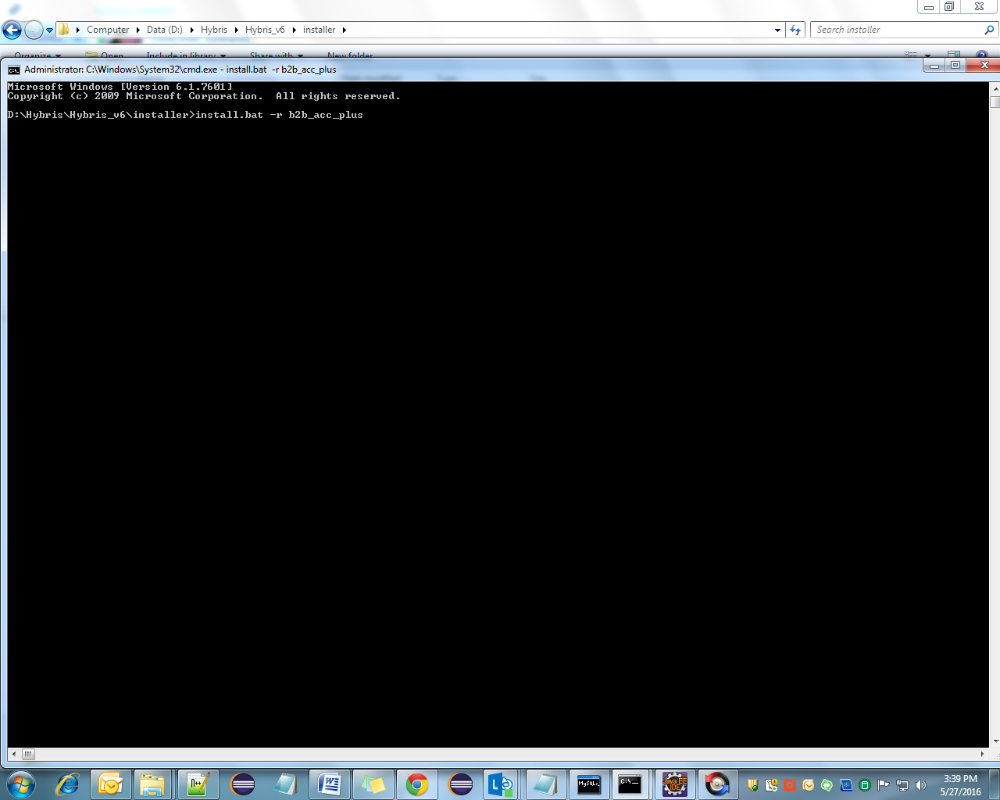 Computer Data (D:) Hybris Hybris_v6 installer
Search installer
Organize Open Include in library Share with New folder
Administrator: C:\Windows\System32\cmd.exe - install.bat  -r b2b_acc_plus
Microsoft Windows [Version 6.1.7601]
Copyright (c) 2009 Microsoft Corporation.  All rights reserved.
D:\Hybris\Hybris_v6\installer>install.bat -r b2b_acc_plus
MySQL>
C:\>_
Java EE
IDE
3:39 PM
5/27/2016